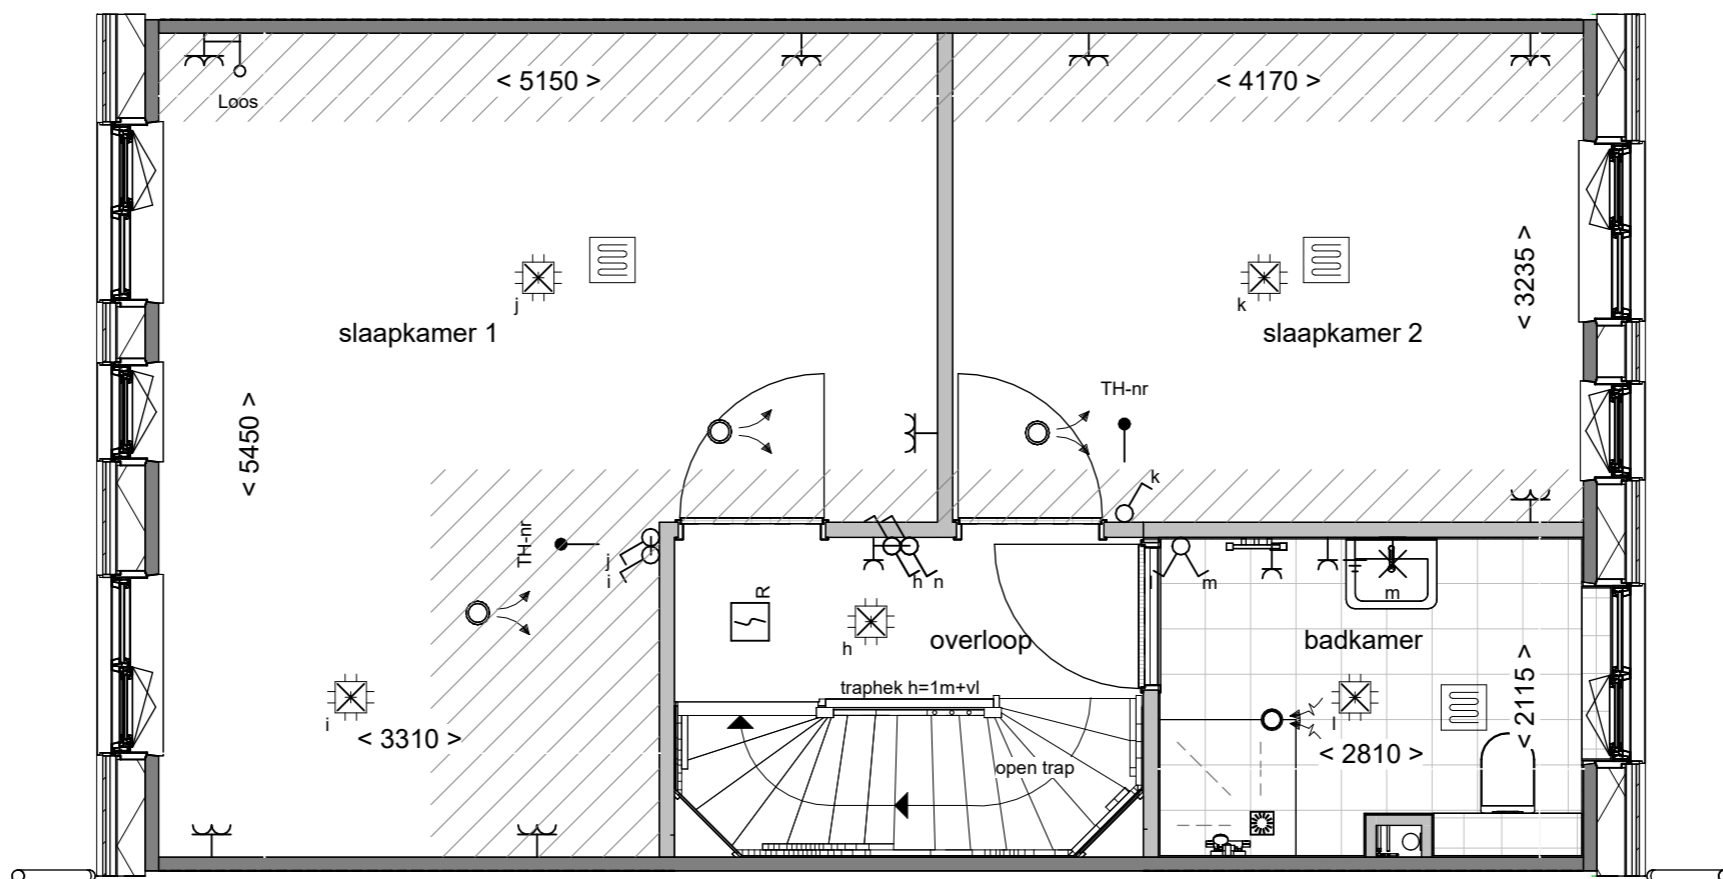 < 5150 >
< 4170 >
Loos
j
k
slaapkamer 1
slaapkamer 2
< 3235 >
TH-nr
< 5450 >
k
TH-nr
j
i
h n
l
m
m
R
h
overloop
badkamer
traphek h=1m+vl
i
< 3310 >
l
< 2810 >
< 2115 >
open trap